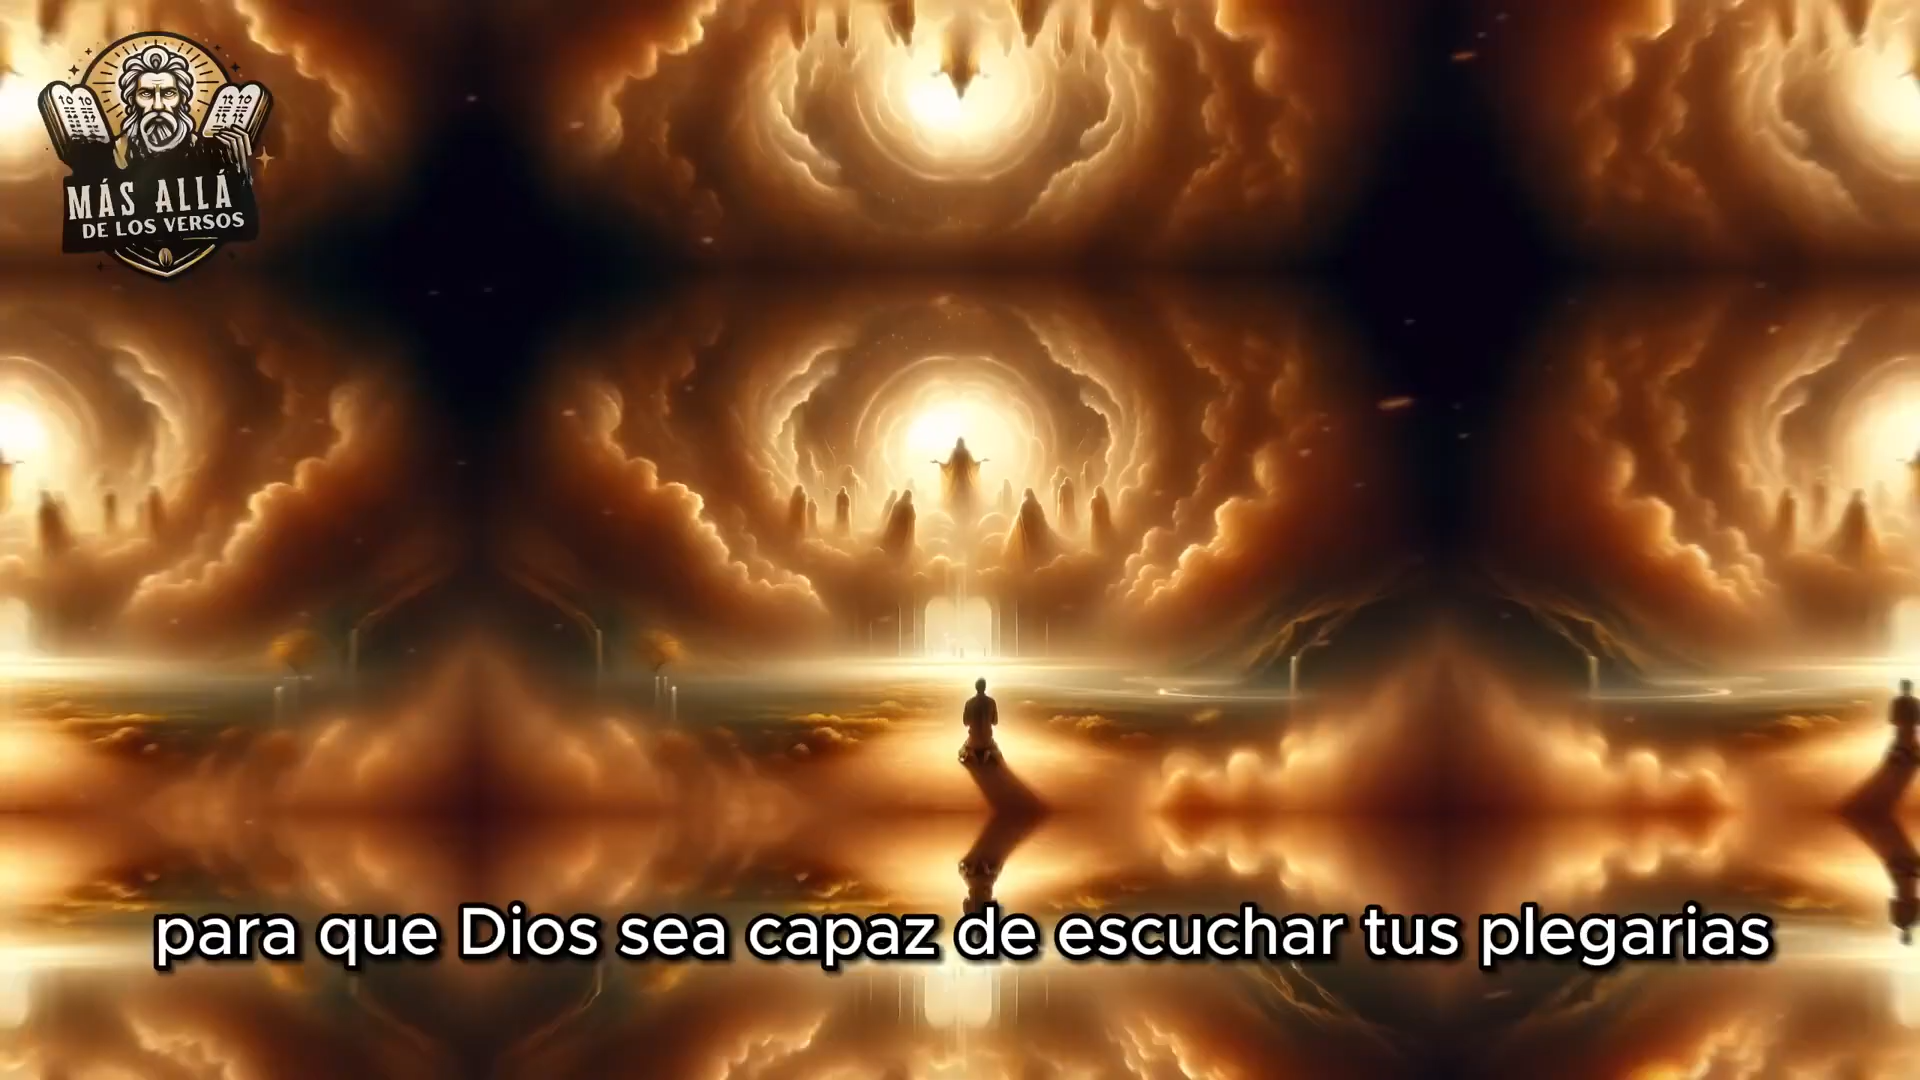 MÁS ALLÁ
DE LOS VERSOS
para que Dios sea capaz de escuchar tus plegarias